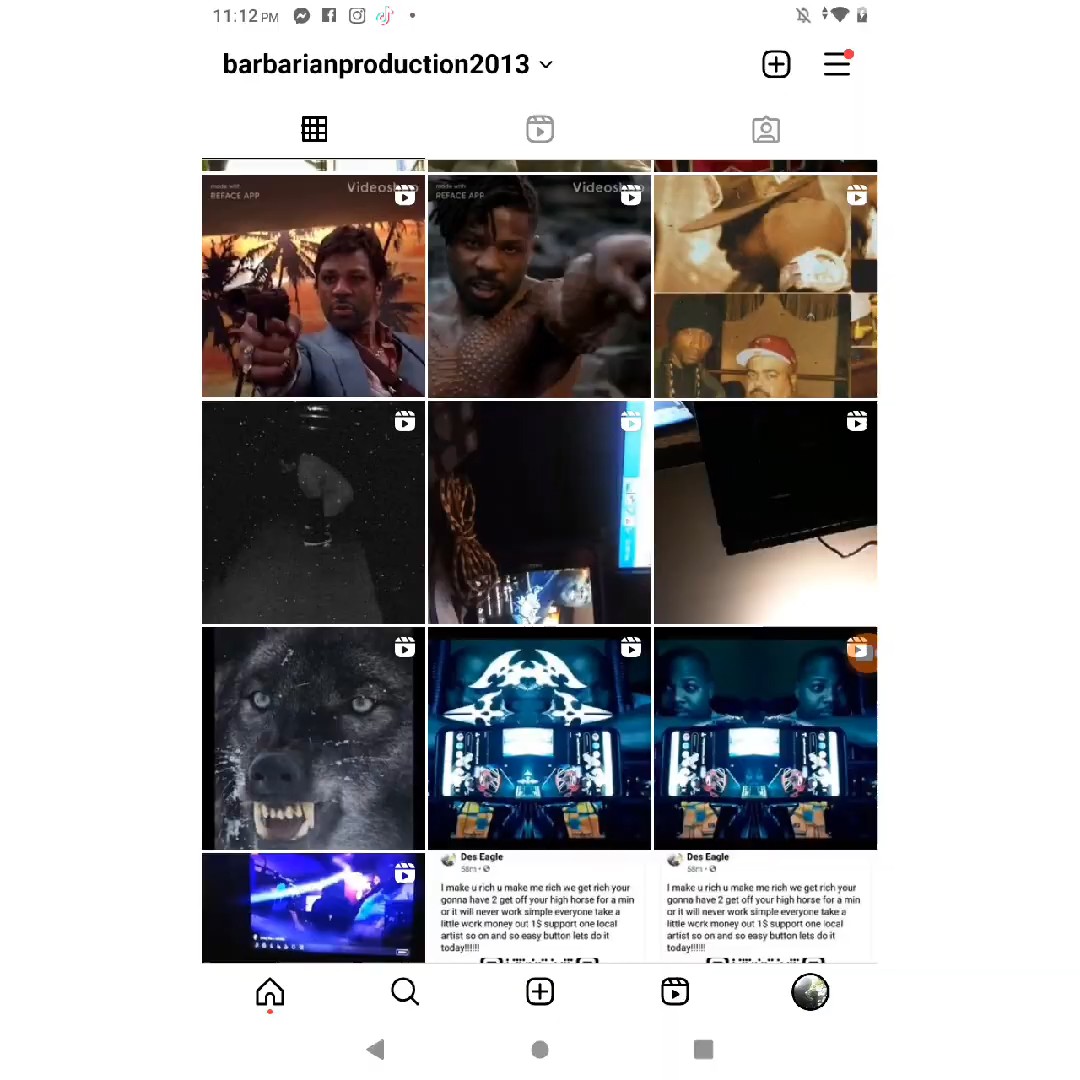 11:12 PM
barbarianproduction2013
made with
REFACE APP
made with
REFACE APP
Des Eagle
58m
I make u rich u make me rich we get rich your
gonna have 2 get off your high horse for a min
or it will never work simple everyone take a
little work money out 1$ support one local
artist so on and so easy button lets do it
today!!!!!!
Des Eagle
58m
I make u rich u make me rich we get rich your
gonna have 2 get off your high horse for a min
or it will never work simple everyone take a
little work money out 1$ support one local
artist so on and so easy button lets do it
today!!!!!!